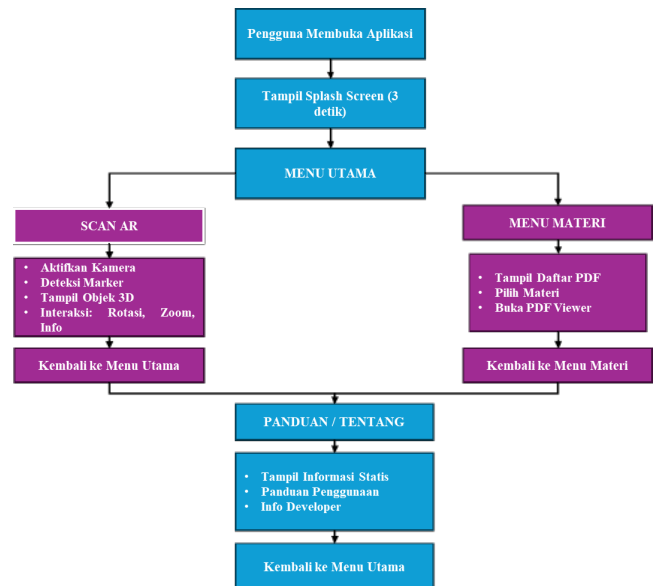 Pengguna Membuka Aplikasi
Tampil Splash Screen (3
detik)
MENU UTAMA
SCAN AR
• Aktifkan Kamera
• Deteksi Marker
• Tampil Objek 3D
• Interaksi: Rotasi, Zoom,
Info
Kembali ke Menu Utama
MENU MATERI
• Tampil Daftar PDF
• Pilih Materi
• Buka PDF Viewer
Kembali ke Menu Materi
PANDUAN / TENTANG
• Tampil Informasi Statis
• Panduan Penggunaan
• Info Developer
Kembali ke Menu Utama